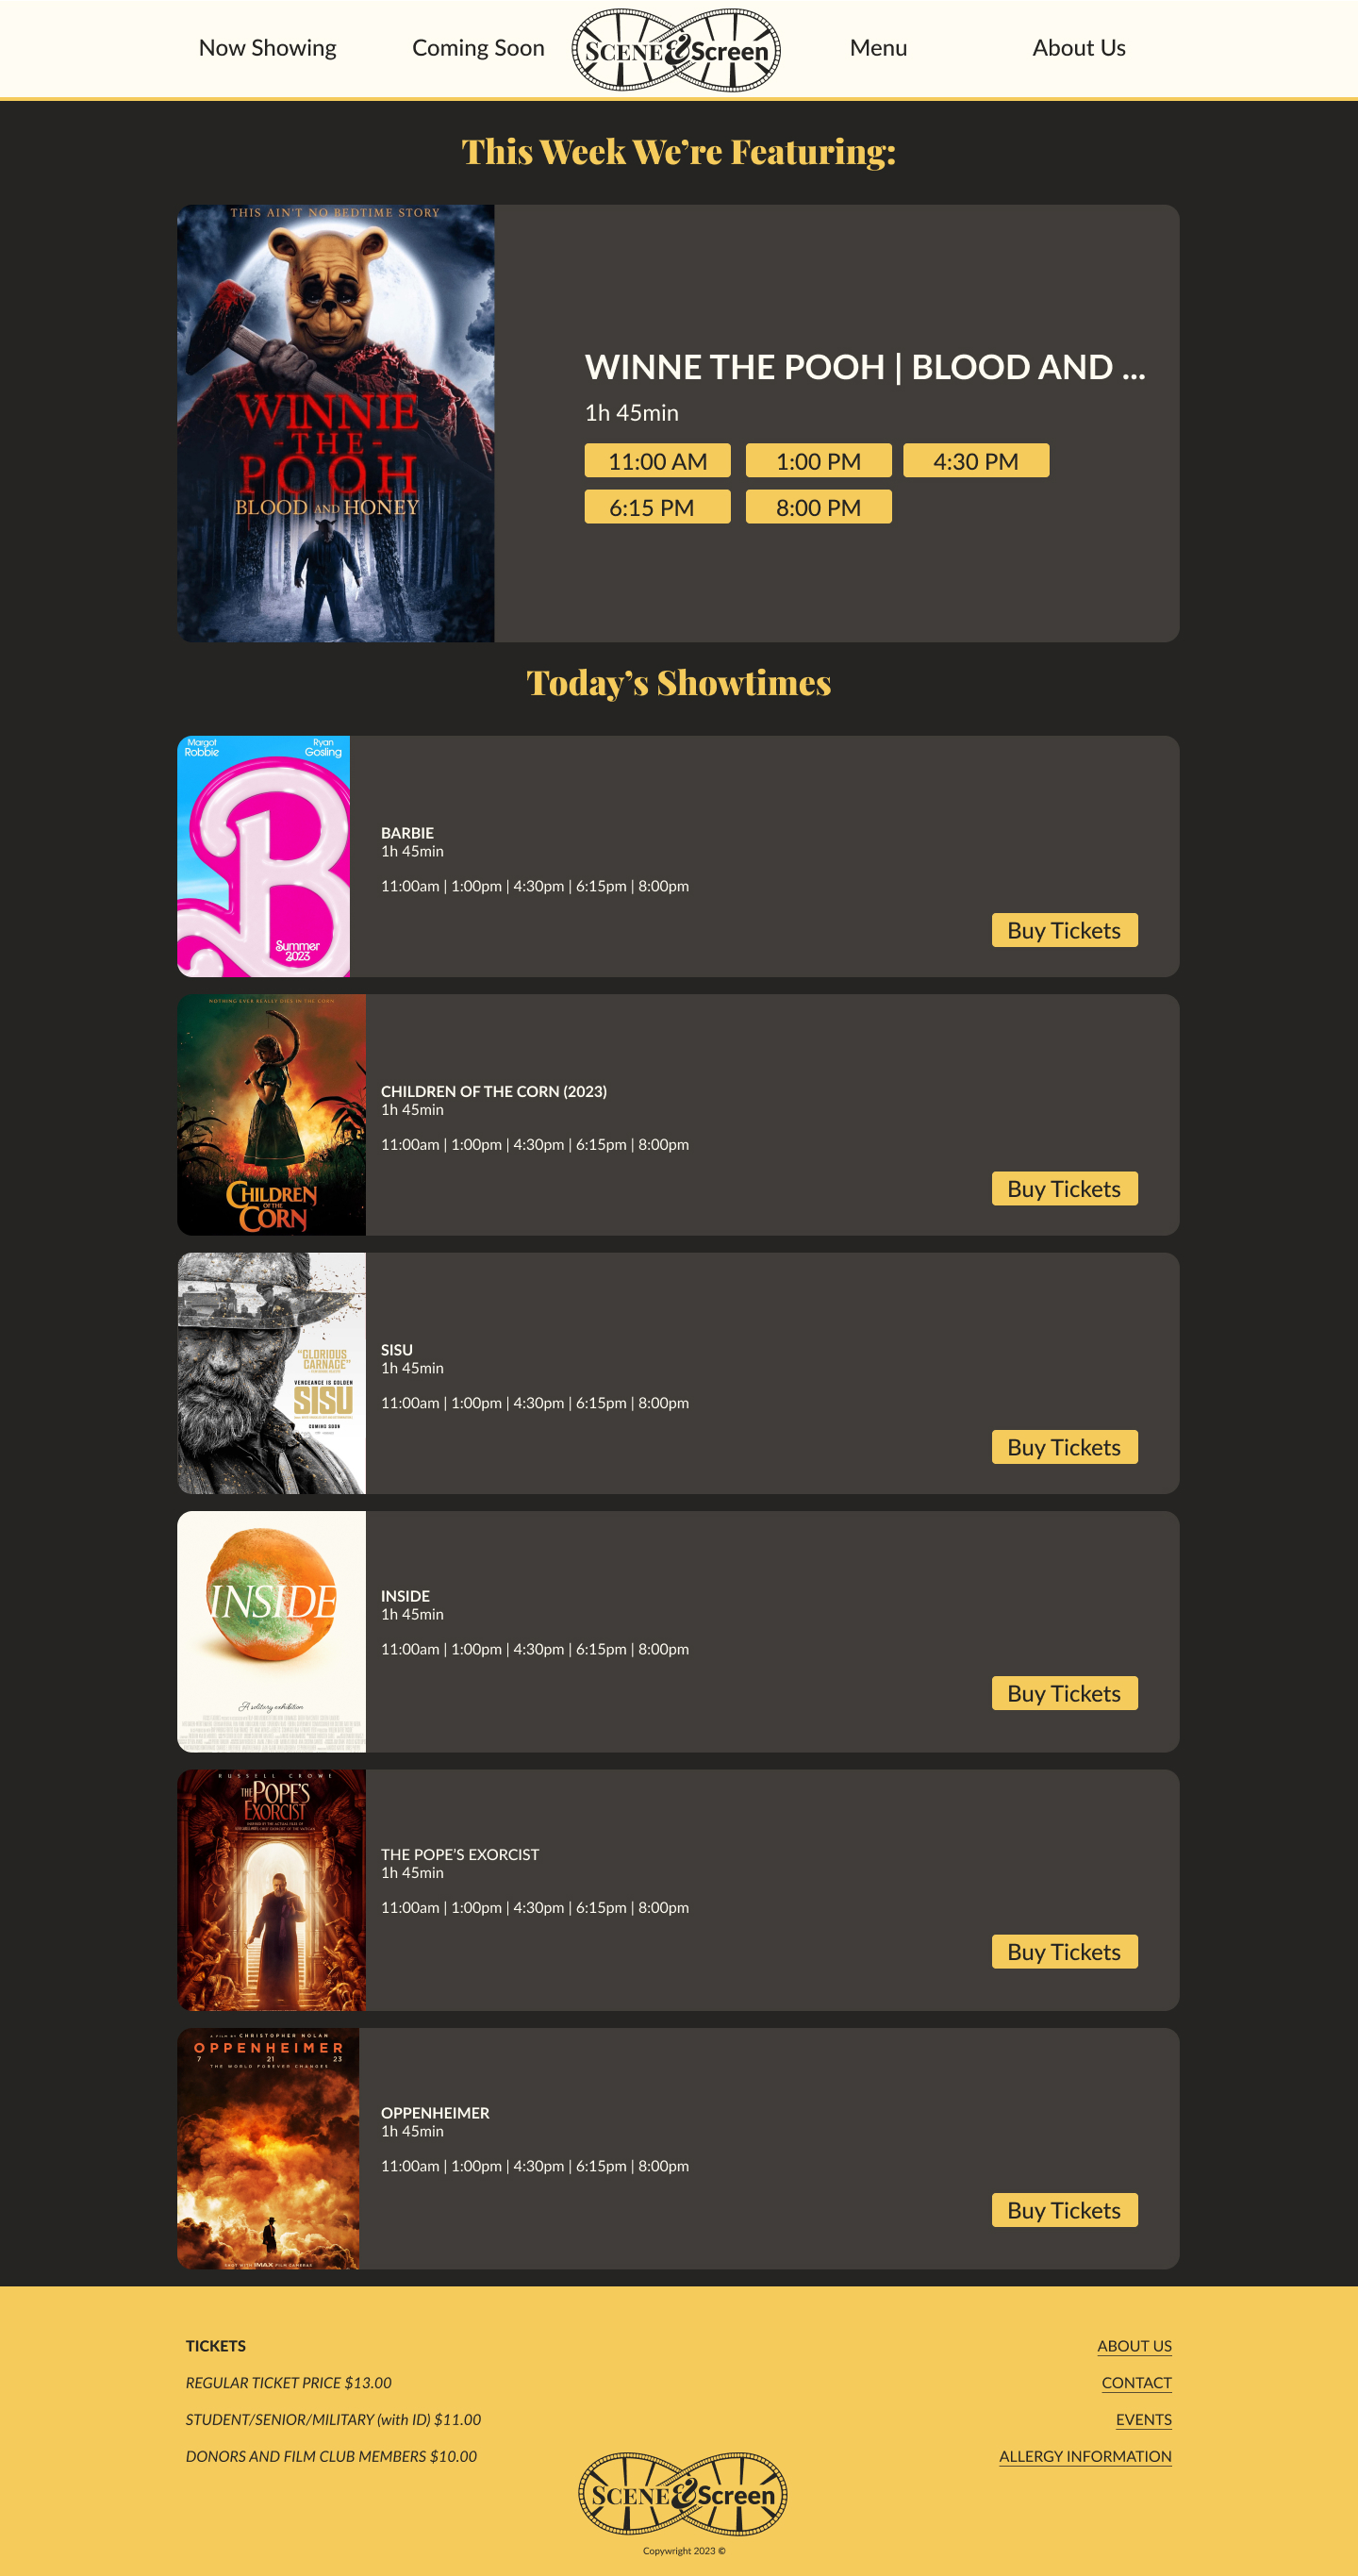 Now Showing
Coming Soon
SCENE&Screen
Menu
About Us
This Week We're Featuring:
THIS AIN'T NO BEDTIME STORY
WINNIE
-THE-
POOH
BLOOD AND HONEY
WINNE THE POOH | BLOOD AND ...
1h 45min
11:00 AM
1:00 PM
4:30 PM
6:15 PM
8:00 PM
Today's Showtimes
Margot
Robbie
Ryan
Gosling
B
Summer
2023
BARBIE
1h 45min
11:00am | 1:00pm | 4:30pm | 6:15pm | 8:00pm
Buy Tickets
NOTHING EVER REALLY DIES IN THE CORN
CHILDREN
OF THE
CORN
CHILDREN OF THE CORN (2023)
1h 45min
11:00am | 1:00pm | 4:30pm | 6:15pm | 8:00pm
Buy Tickets
"GLORIOUS
CARNAGE"
VENGEANCE IS GOLDEN
SISU
COMING SOON
SISU
1h 45min
11:00am | 1:00pm | 4:30pm | 6:15pm | 8:00pm
Buy Tickets
INSIDE
A solitary exhibition
INSIDE
1h 45min
11:00am | 1:00pm | 4:30pm | 6:15pm | 8:00pm
Buy Tickets
RUSSELL CROWE
THE POPE'S
EXORCIST
INSPIRED BY THE ACTUAL FILES OF
THE POPE'S EXORCIST
1h 45min
11:00am | 1:00pm | 4:30pm | 6:15pm | 8:00pm
Buy Tickets
A FILM BY CHRISTOPHER NOLAN
OPPENHEIMER
7 21 23
THE WORLD FOREVER CHANGES
SHOT WITH IMAX FILM CAMERAS
OPPENHEIMER
1h 45min
11:00am | 1:00pm | 4:30pm | 6:15pm | 8:00pm
Buy Tickets
TICKETS
REGULAR TICKET PRICE $13.00
STUDENT/SENIOR/MILITARY (with ID) $11.00
DONORS AND FILM CLUB MEMBERS $10.00
ABOUT US
CONTACT
EVENTS
ALLERGY INFORMATION
SCENE&Screen
Copywright 2023 ©